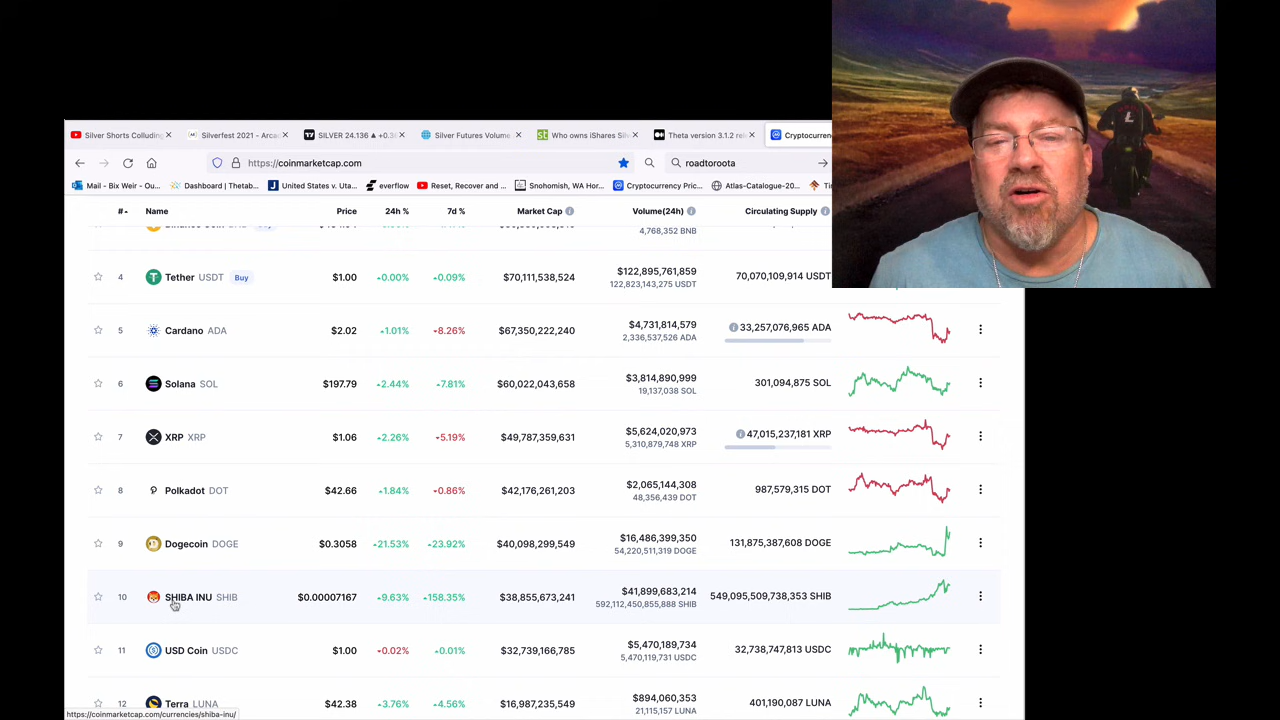 Silver Shorts Colluding
Silverfest 2021 - Arca
SILVER 24.136 ▲ +0.3
Silver Futures Volume
Who owns iShares Silv
Theta version 3.1.2 rel
Cryptocurren
https://coinmarketcap.com
roadtoroota
Mail - Bix Weir - Ou...
Dashboard | Thetab...
United States v. Uta...
everflow
Reset, Recover and ...
Snohomish, WA Hor...
Cryptocurrency Pric...
Atlas-Catalogue-20...
# Name Price 24h % 7d % Market Cap Volume(24h) Circulating Supply
4,768,352 BNB
4 Tether USDT Buy $1.00 0.00% 0.09% $70,111,538,524 $122,895,761,859 70,070,109,914 USDT
122,823,143,275 USDT
5 Cardano ADA $2.02 1.01% 8.26% $67,350,222,240 $4,731,814,579 33,257,076,965 ADA
2,336,537,526 ADA
6 Solana SOL $197.79 2.44% 7.81% $60,022,043,658 $3,814,890,999 301,094,875 SOL
19,137,038 SOL
7 XRP XRP $1.06 2.26% 5.19% $49,787,359,631 $5,624,020,973 47,015,237,181 XRP
5,310,879,748 XRP
8 Polkadot DOT $42.66 1.84% 0.86% $42,176,261,203 $2,065,144,308 987,579,315 DOT
48,356,439 DOT
9 Dogecoin DOGE $0.3058 21.53% 23.92% $40,098,299,549 $16,486,399,350 131,875,387,608 DOGE
54,220,511,319 DOGE
10 SHIBA INU SHIB $0.00007167 9.63% 158.35% $38,855,673,241 $41,899,683,214 549,095,509,738,353 SHIB
592,112,450,855,888 SHIB
11 USD Coin USDC $1.00 0.02% 0.01% $32,739,166,785 $5,470,189,734 32,738,747,813 USDC
5,470,119,731 USDC
12 Terra LUNA $42.38 3.76% 4.56% $16,987,235,549 $894,060,353 401,190,087 LUNA
21,115,157 LUNA
https://coinmarketcap.com/currencies/shiba-inu/